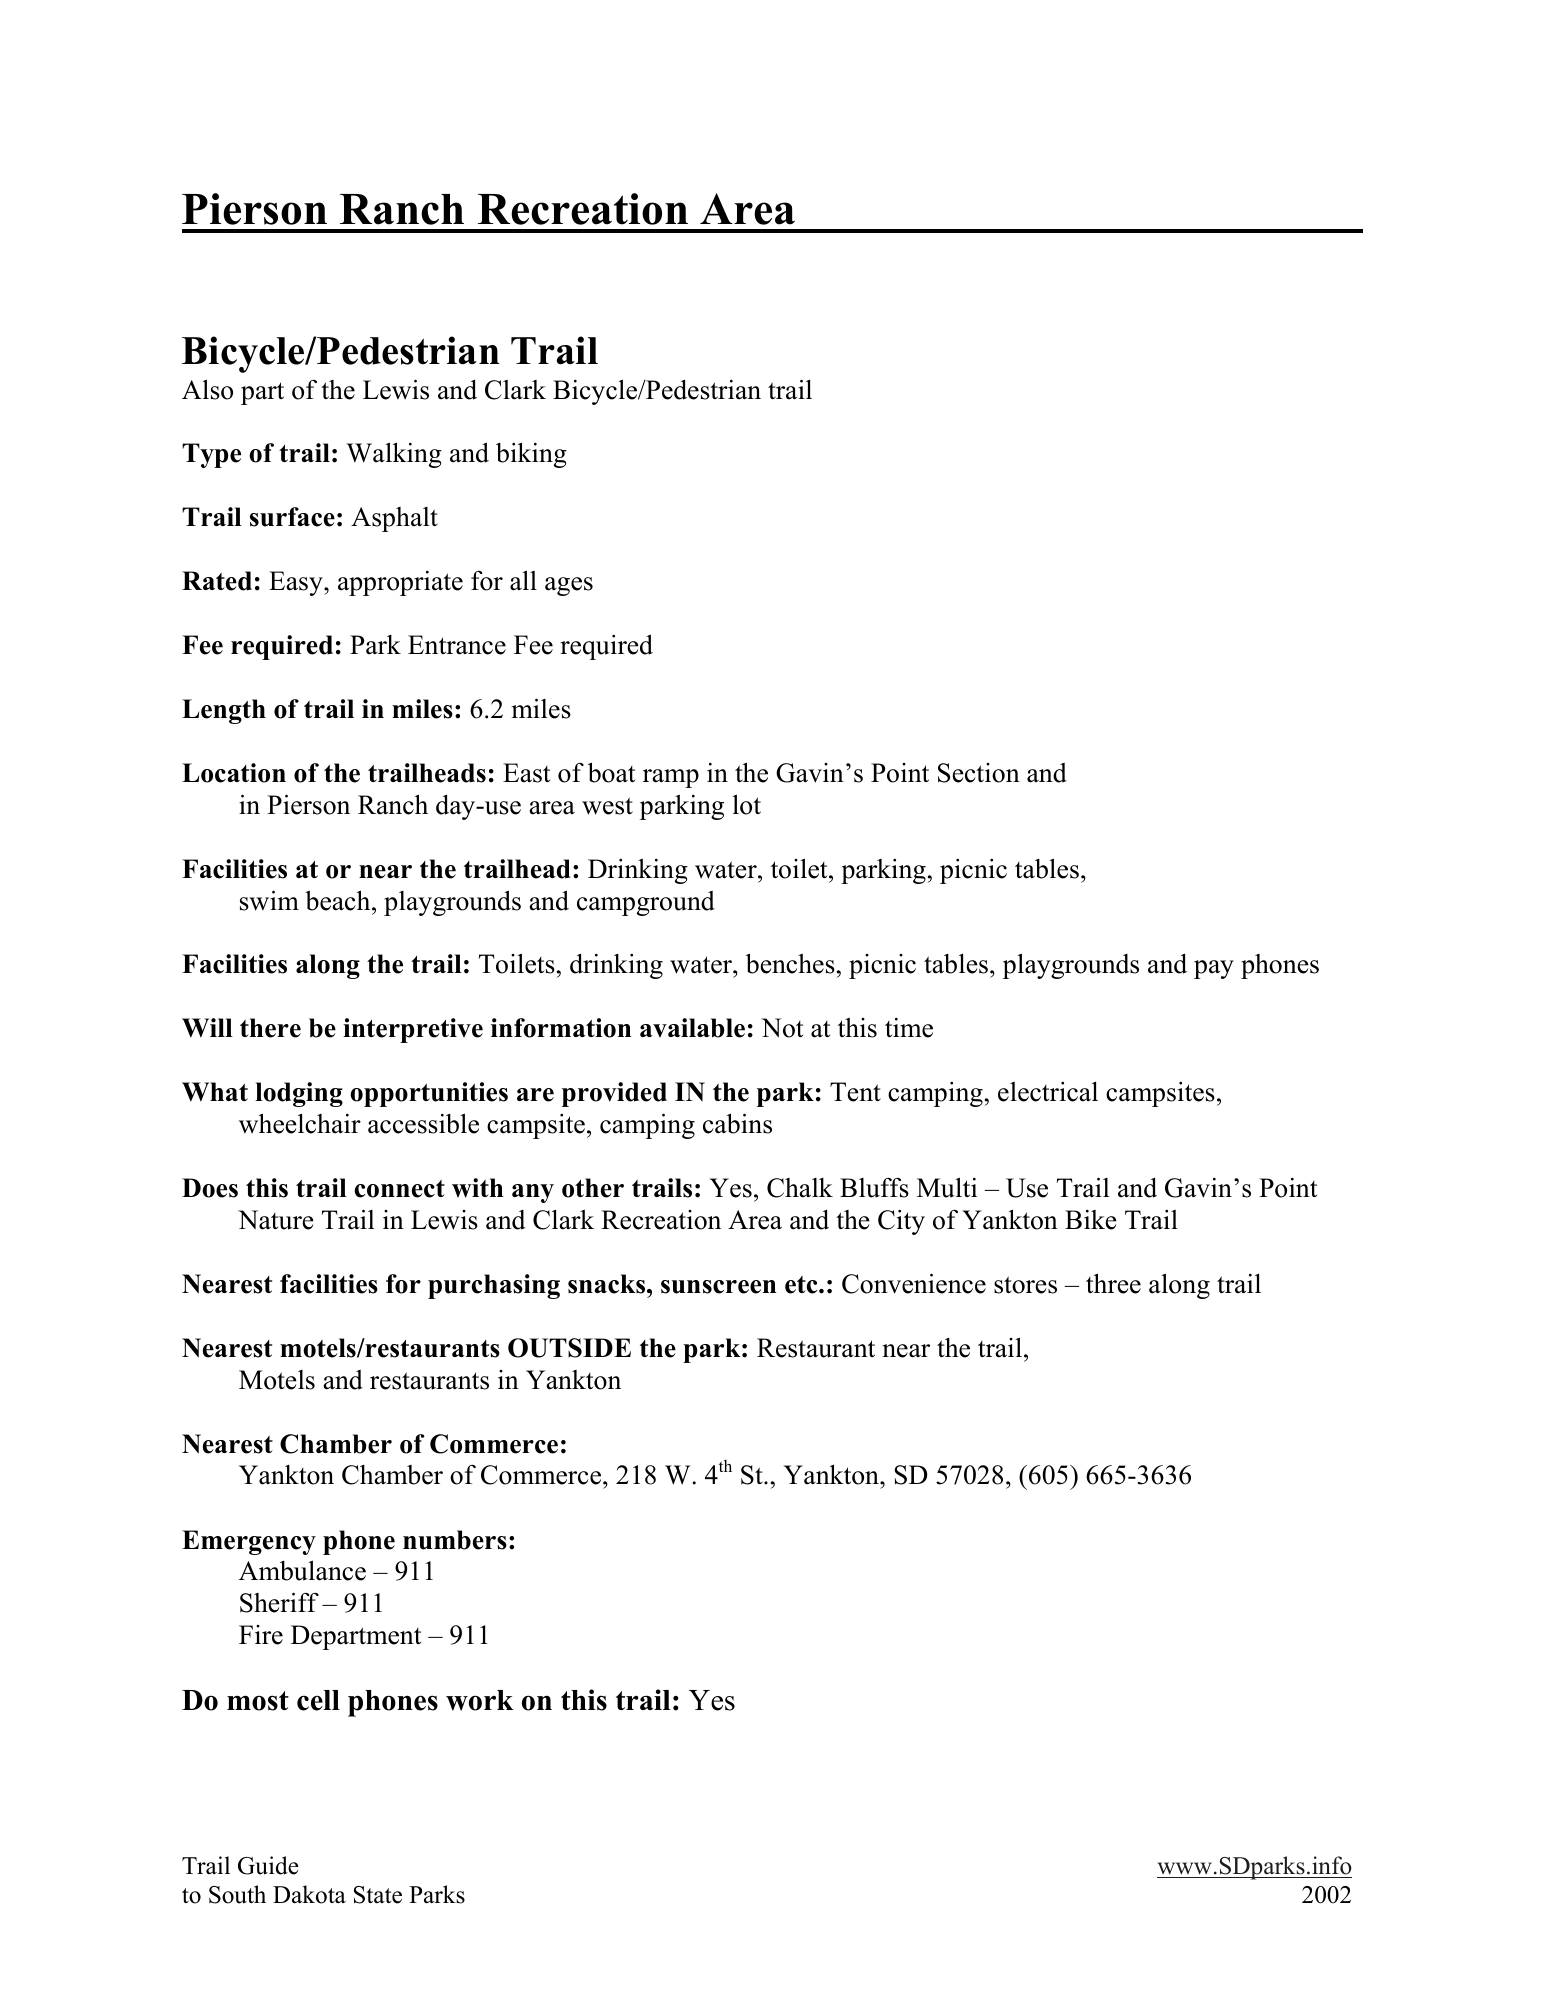 Pierson Ranch Recreation Area
Bicycle/Pedestrian Trail
Also part of the Lewis and Clark Bicycle/Pedestrian trail
Type of trail: Walking and biking
Trail surface: Asphalt
Rated: Easy, appropriate for all ages
Fee required: Park Entrance Fee required
Length of trail in miles: 6.2 miles
Location of the trailheads: East of boat ramp in the Gavin’s Point Section and
in Pierson Ranch day-use area west parking lot
Facilities at or near the trailhead: Drinking water, toilet, parking, picnic tables,
swim beach, playgrounds and campground
Facilities along the trail: Toilets, drinking water, benches, picnic tables, playgrounds and pay phones
Will there be interpretive information available: Not at this time
What lodging opportunities are provided IN the park: Tent camping, electrical campsites,
wheelchair accessible campsite, camping cabins
Does this trail connect with any other trails: Yes, Chalk Bluffs Multi – Use Trail and Gavin’s Point
Nature Trail in Lewis and Clark Recreation Area and the City of Yankton Bike Trail
Nearest facilities for purchasing snacks, sunscreen etc.: Convenience stores – three along trail
Nearest motels/restaurants OUTSIDE the park: Restaurant near the trail,
Motels and restaurants in Yankton
Nearest Chamber of Commerce:
Yankton Chamber of Commerce, 218 W. 4th St., Yankton, SD 57028, (605) 665-3636
Emergency phone numbers:
Ambulance – 911
Sheriff – 911
Fire Department – 911
Do most cell phones work on this trail: Yes
Trail Guide
to South Dakota State Parks
www.SDparks.info
2002